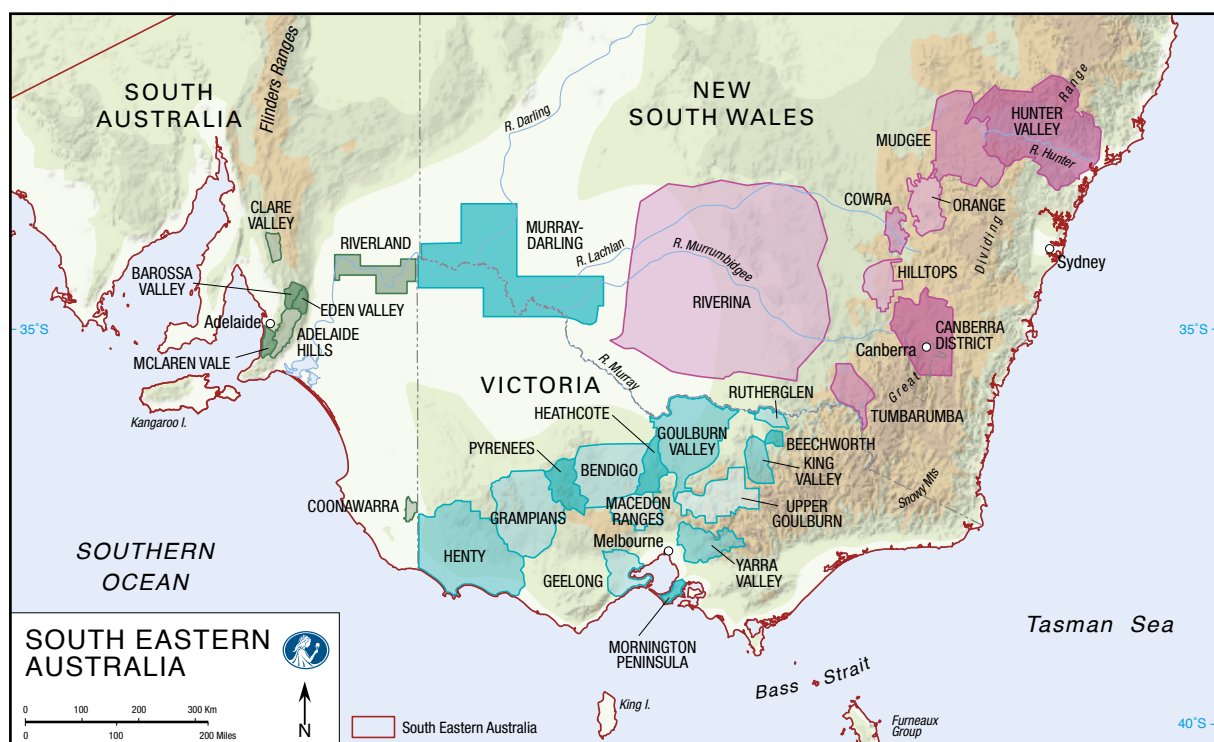 SOUTH
AUSTRALIA
Flinders Ranges
R. Darling
NEW
SOUTH WALES
Range
HUNTER
VALLEY
MUDGEE
R. Hunter
CLARE
VALLEY
COWRA
ORANGE
RIVERLAND
MURRAY-
DARLING
R. Lachlan
R. Murrumbidgee
Dividing
Sydney
BAROSSA
VALLEY
EDEN VALLEY
HILLTOPS
RIVERINA
35°S
Adelaide
ADELAIDE
HILLS
CANBERRA
DISTRICT
35°S
MCLAREN VALE
Canberra
R. Murray
Great
VICTORIA
RUTHERGLEN
Kangaroo I.
HEATHCOTE
TUMBARUMBA
GOULBURN
VALLEY
BEECHWORTH
PYRENEES
BENDIGO
KING
VALLEY
Snowy Mts
COONAWARRA
GRAMPIANS
MACEDON
RANGES
UPPER
GOULBURN
SOUTHERN
OCEAN
Melbourne
HENTY
GEELONG
YARRA
VALLEY
MORNINGTON
PENINSULA
Tasman Sea
Bass Strait
SOUTH EASTERN
AUSTRALIA
King I.
Furneaux
Group
0 100 200 300 Km
0 100 200 Miles
N
South Eastern Australia
40°S